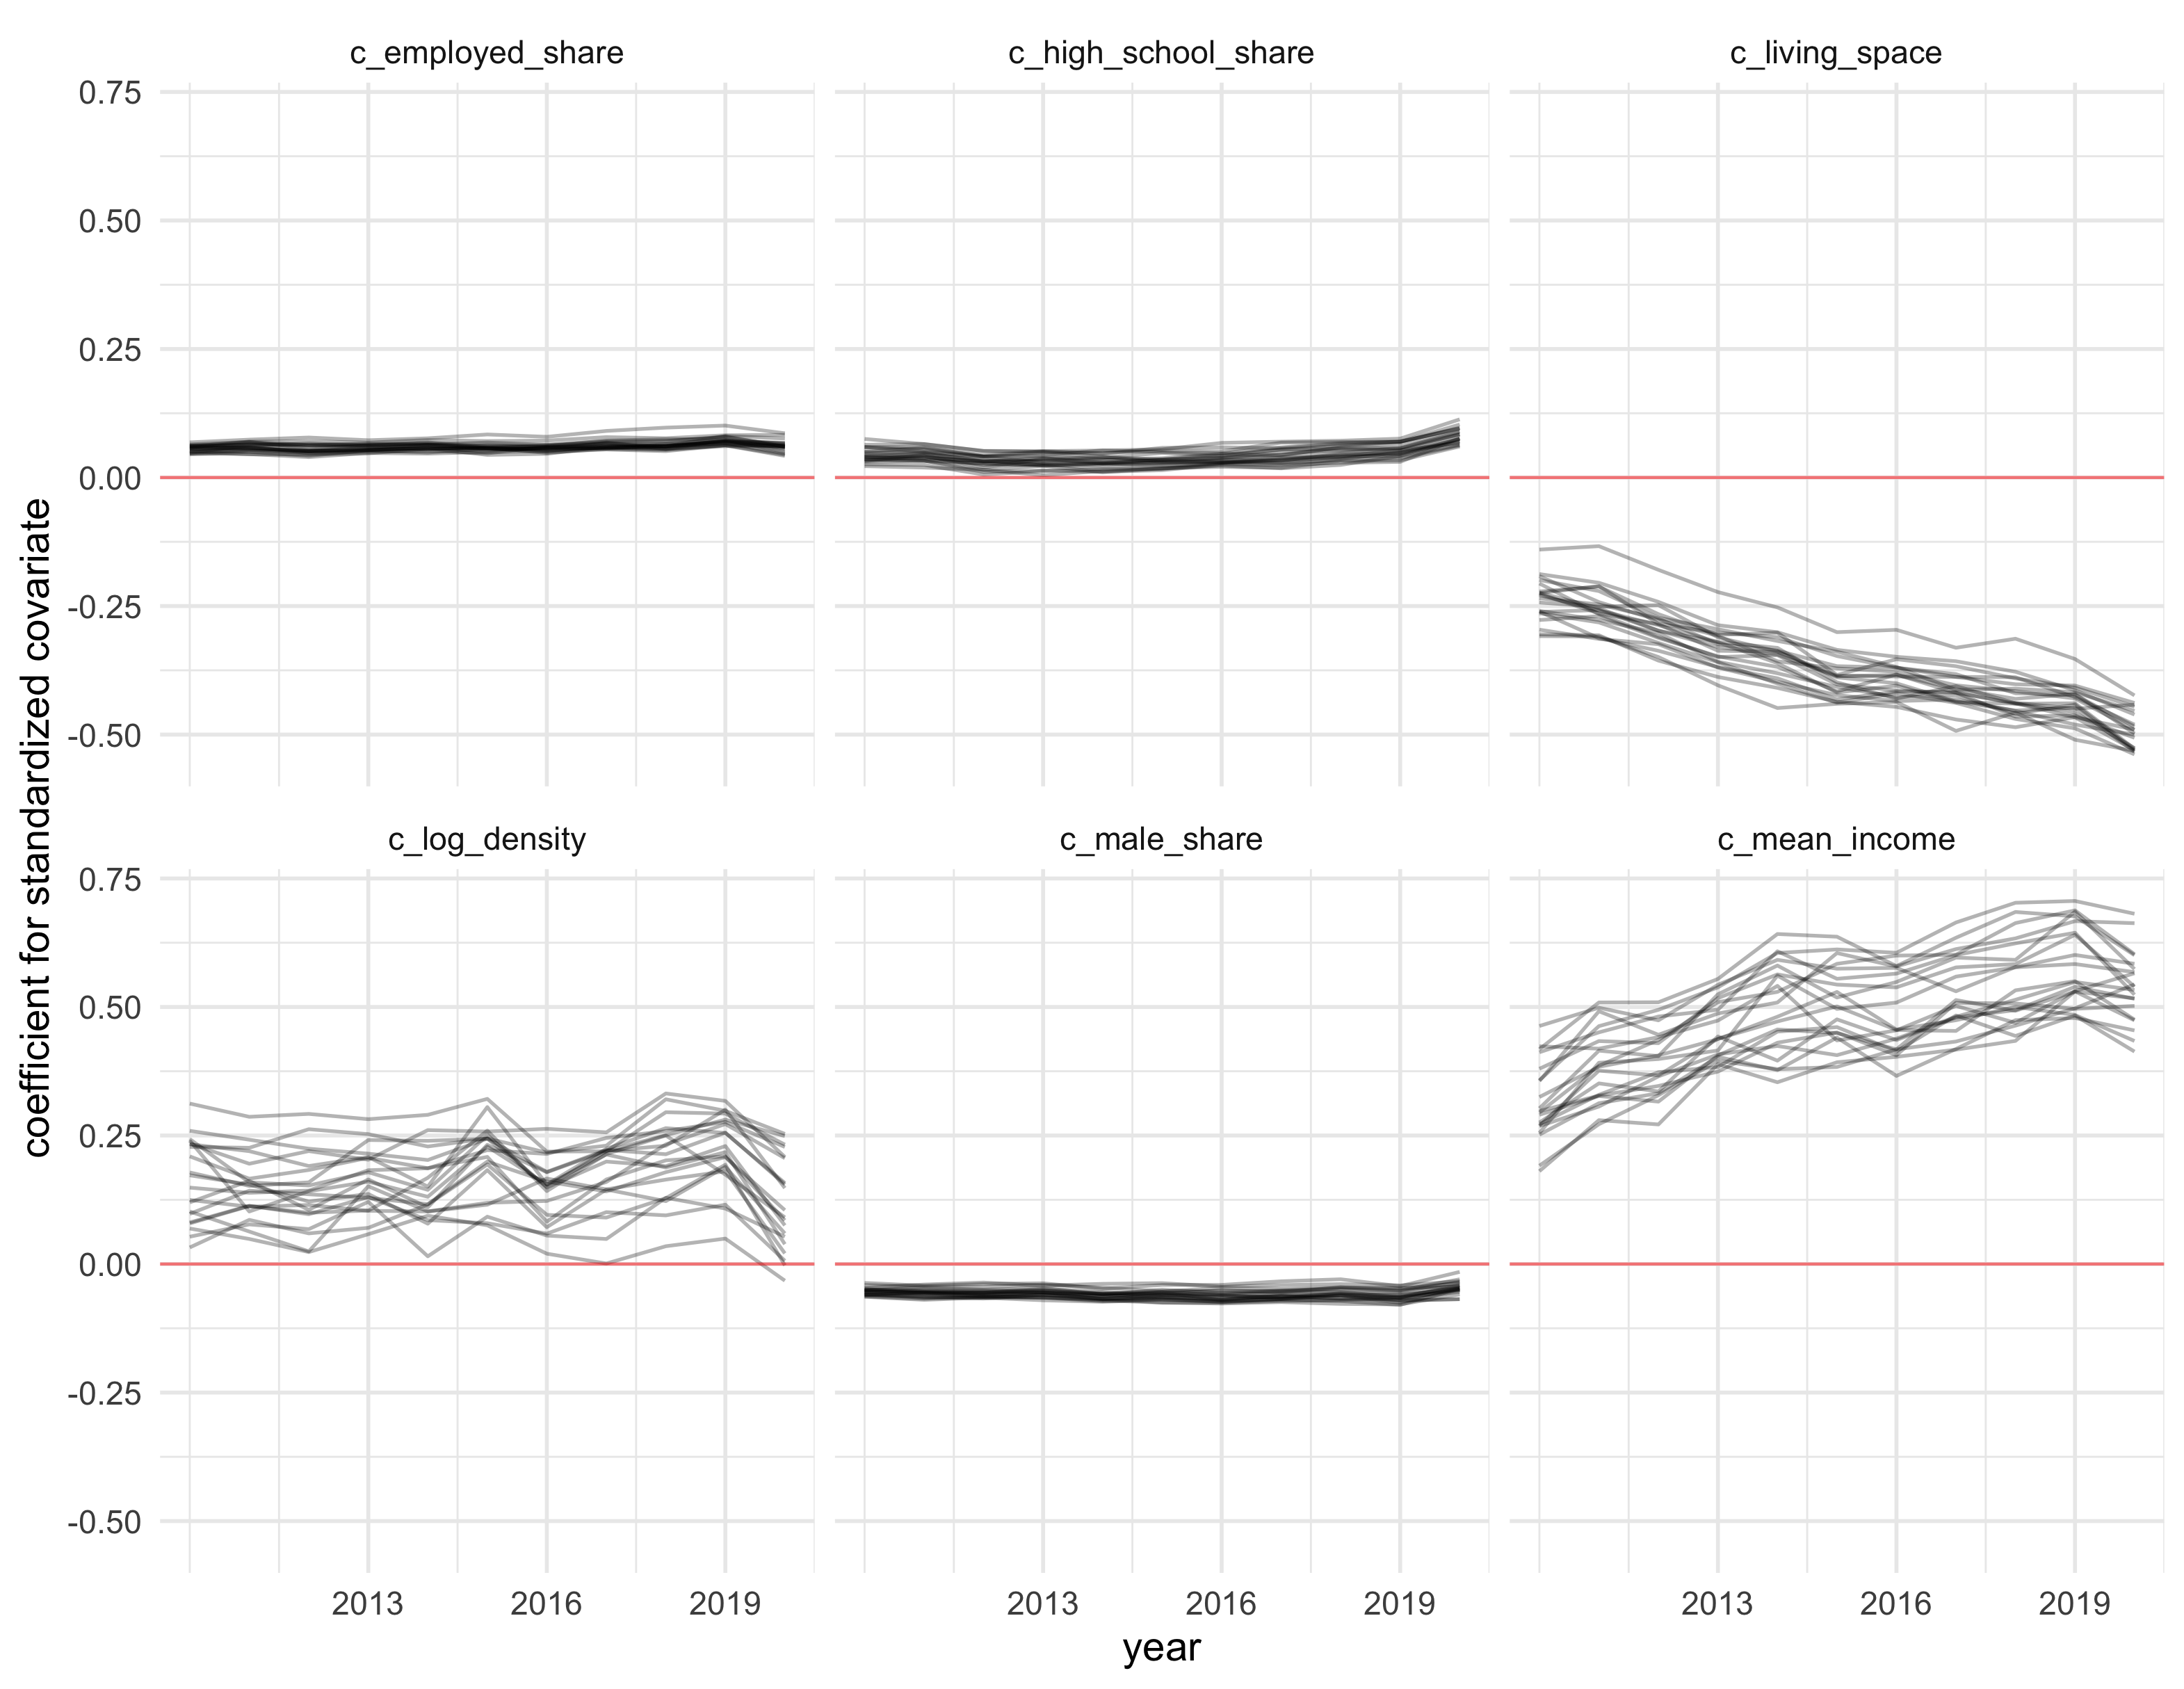 c_employed_share
c_high_school_share
c_living_space
0.75
0.50
0.25
0.00
-0.25
-0.50
coefficient for standardized covariate
c_log_density
c_male_share
c_mean_income
0.75
0.50
0.25
0.00
-0.25
-0.50
2013 2016 2019
2013 2016 2019
2013 2016 2019
year